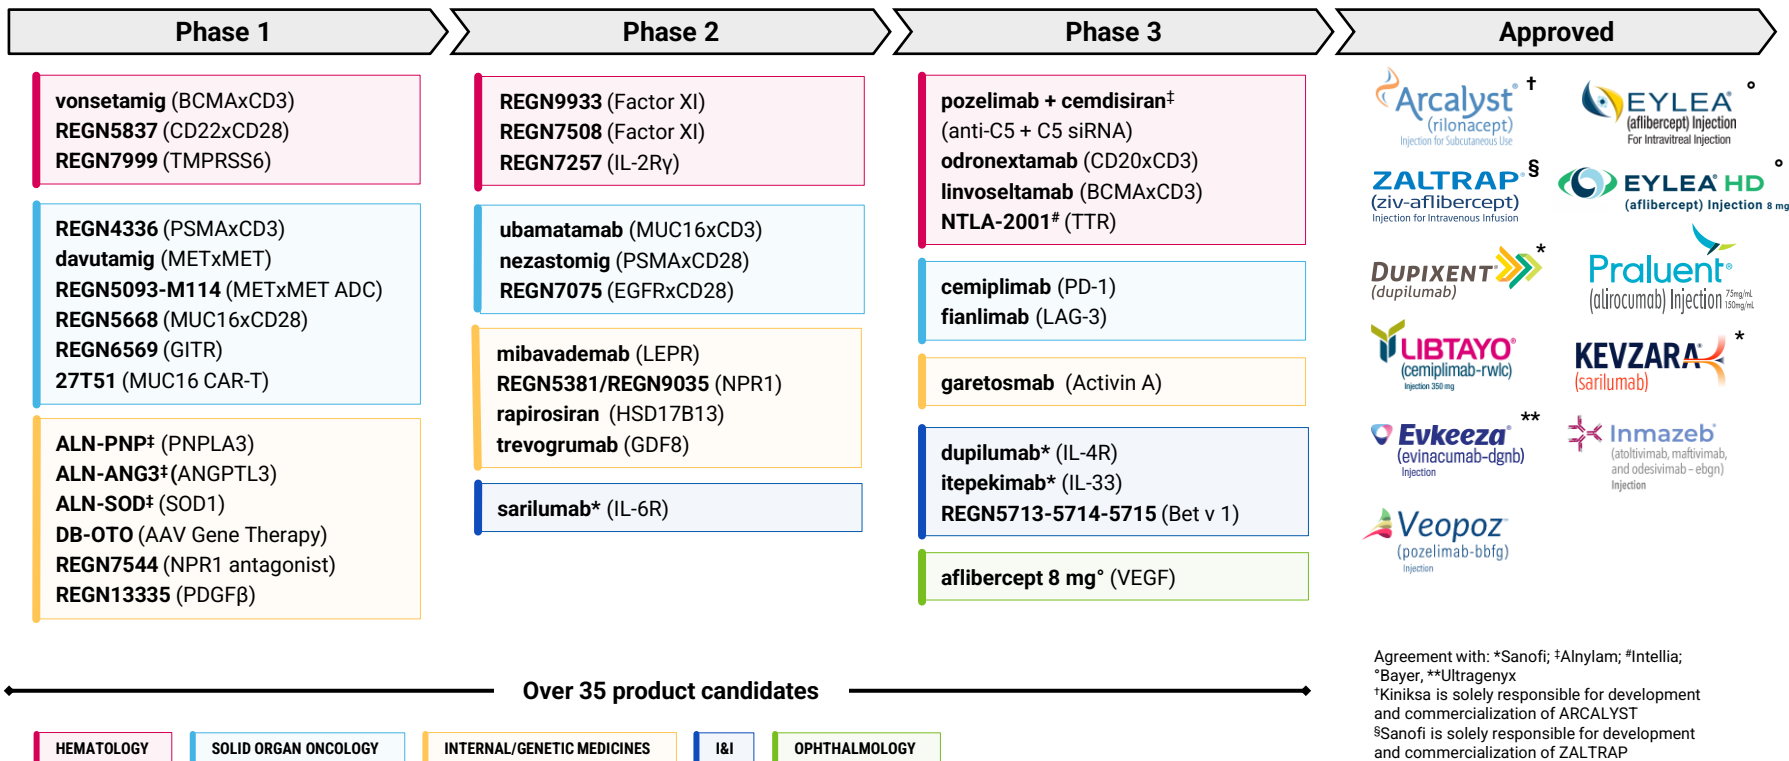 Phase 1
Phase 2
Phase 3
Approved
vonsetamig (BCMAxCD3)
REGN5837 (CD22xCD28)
REGN7999 (TMPRSS6)
REGN4336 (PSMAxCD3)
davutamig (METxMET)
REGN5093-M114 (METxMET ADC)
REGN5668 (MUC16xCD28)
REGN6569 (GITR)
27T51 (MUC16 CAR-T)
ALN-PNP‡ (PNPLA3)
ALN-ANG3‡ (ANGPTL3)
ALN-SOD‡ (SOD1)
DB-OTO (AAV Gene Therapy)
REGN7544 (NPR1 antagonist)
REGN13335 (PDGFβ)
REGN9933 (Factor XI)
REGN7508 (Factor XI)
REGN7257 (IL-2Rγ)
ubamatamab (MUC16xCD3)
nezastomig (PSMAxCD28)
REGN7075 (EGFRxCD28)
mibavademab (LEPR)
REGN5381/REGN9035 (NPR1)
rapirosiran (HSD17B13)
trevogrumab (GDF8)
sarilumab* (IL-6R)
pozelimab + cemdisiran‡
(anti-C5 + C5 siRNA)
odronextamab (CD20xCD3)
linvoseltamab (BCMAxCD3)
NTLA-2001# (TTR)
cemiplimab (PD-1)
fianlimab (LAG-3)
garetosmab (Activin A)
dupilumab* (IL-4R)
itepekimab* (IL-33)
REGN5713-5714-5715 (Bet v 1)
aflibercept 8 mg° (VEGF)
Arcalyst® †
(rilonacept)
Injection for Subcutaneous Use
EYLEA® °
(aflibercept) Injection
For Intravitreal Injection
ZALTRAP® §
(ziv-aflibercept)
Injection for Intravenous Infusion
EYLEA® HD °
(aflibercept) Injection 8 mg
DUPIXENT® *
(dupilumab)
Praluent®
(alirocumab) Injection 75mg/mL
150mg/mL
LIBTAYO®
(cemiplimab-rwlc)
Injection 350 mg
KEVZARA® *
(sarilumab)
Evkeeza® **
(evinacumab-dgnb)
Injection
Inmazeb®
(atoltivimab, maftivimab,
and odesivimab – ebgn)
Injection
Veopoz™
(pozelimab-bbfg)
Injection
Over 35 product candidates
Agreement with: *Sanofi; ‡Alnylam; #Intellia;
°Bayer, **Ultragenyx
†Kiniksa is solely responsible for development
and commercialization of ARCALYST
§Sanofi is solely responsible for development
and commercialization of ZALTRAP
HEMATOLOGY
SOLID ORGAN ONCOLOGY
INTERNAL/GENETIC MEDICINES
I&I
OPHTHALMOLOGY